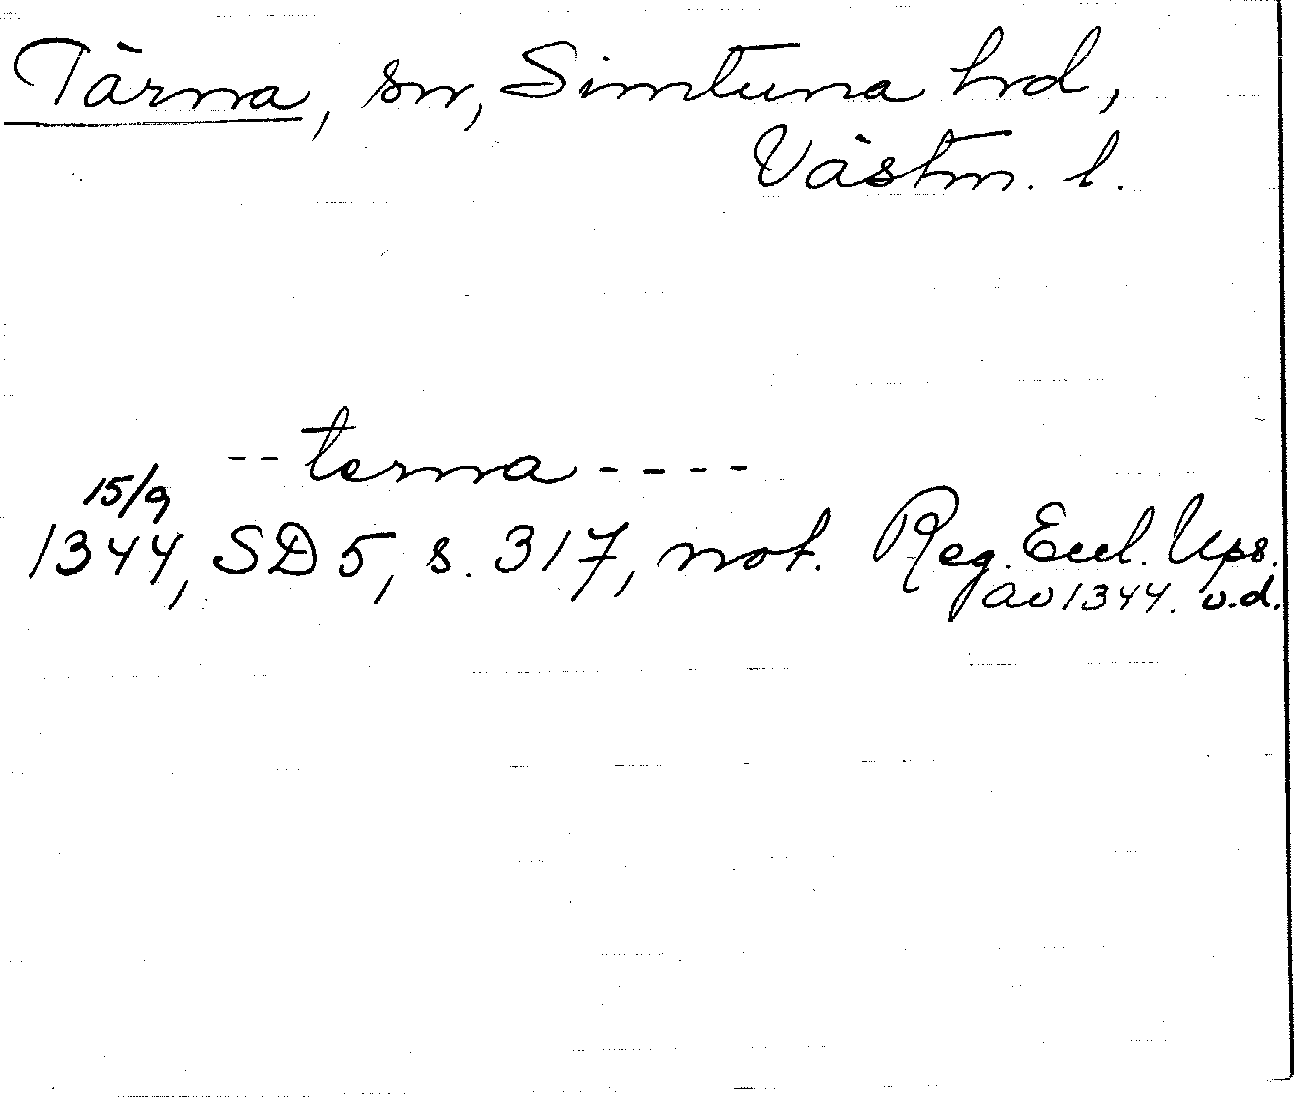 Tärna, sn, Simtuna hd,
Västm. l.
-- terna ----
15/9
1344, SD 5, s. 317, not. Reg. Eccl. Ups.
av 1344. o.d.